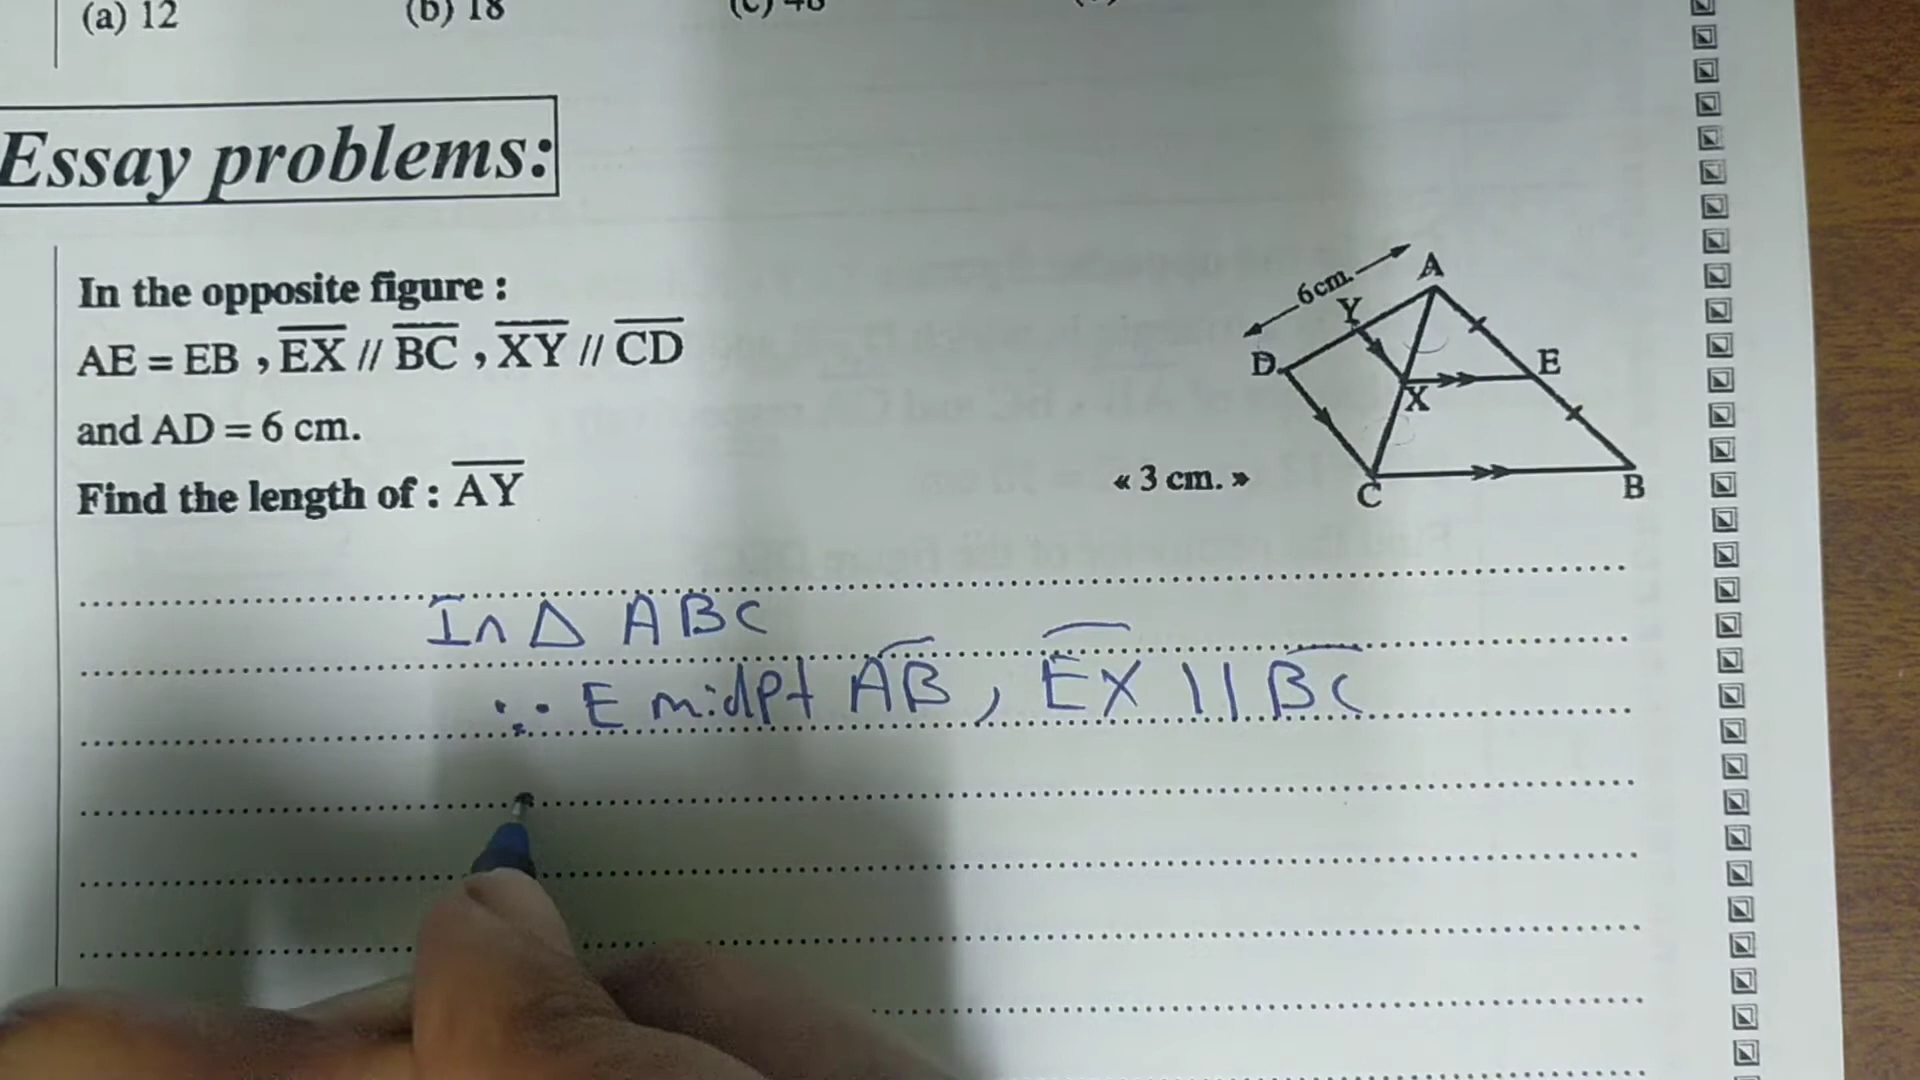 (a) 12 (b) 18 (c) 48
Essay problems:
In the opposite figure :
AE = EB , EX // BC , XY // CD
and AD = 6 cm.
Find the length of : AY
« 3 cm. »
6cm.
A
Y
D
E
X
C
B
In Δ ABC
∵ E midpt AB , EX // BC